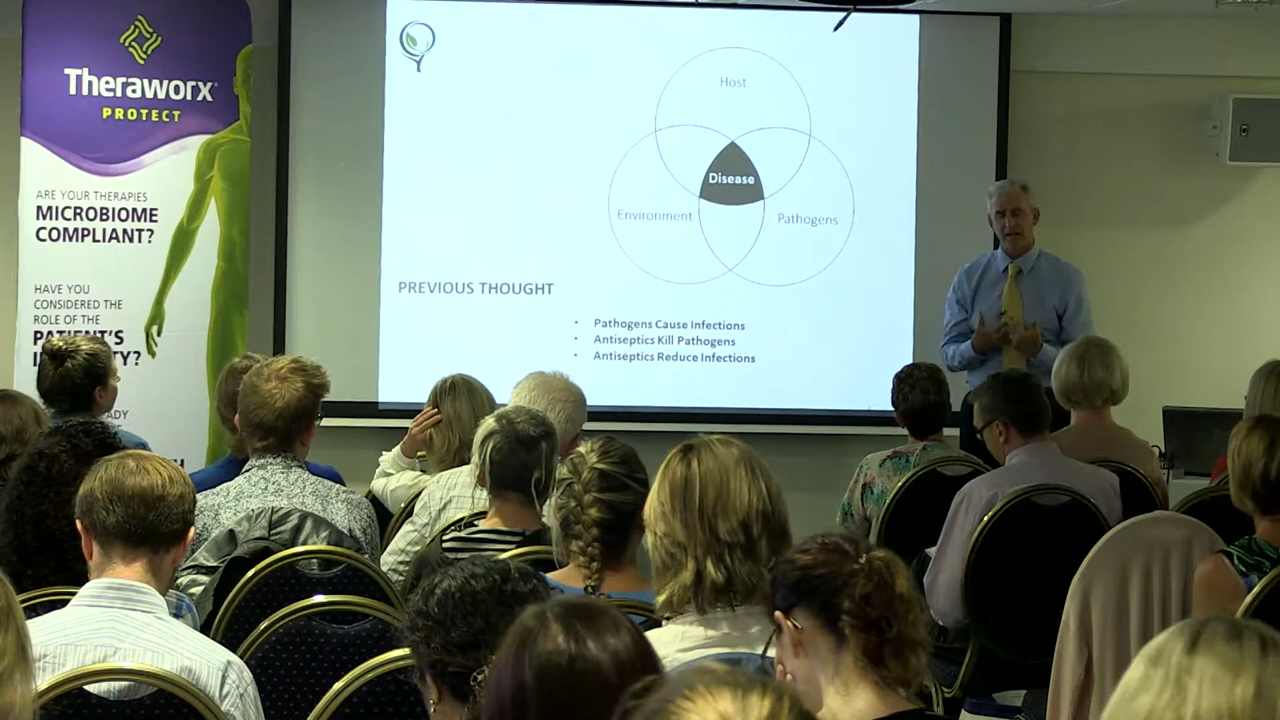 Theraworx
PROTECT
ARE YOUR THERAPIES
MICROBIOME
COMPLIANT?
HAVE YOU
CONSIDERED THE
ROLE OF THE
PATIENT'S
Host
Disease
Environment
Pathogens
PREVIOUS THOUGHT
• Pathogens Cause Infections
• Antiseptics Kill Pathogens
• Antiseptics Reduce Infections